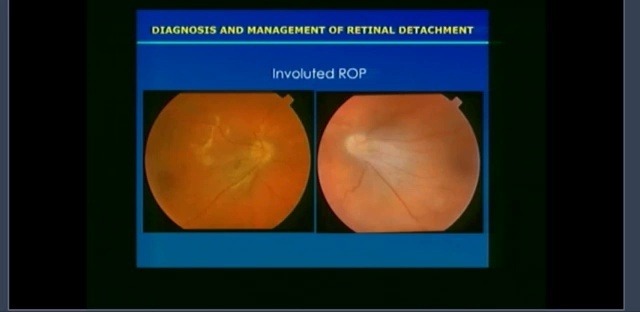 DIAGNOSIS AND MANAGEMENT OF RETINAL DETACHMENT
Involuted ROP